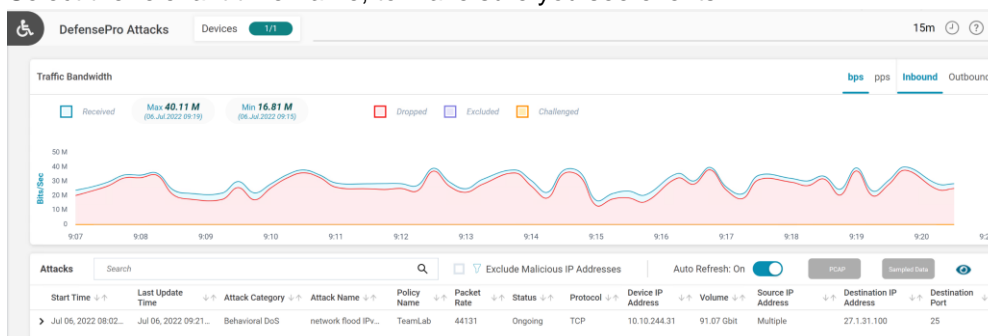 DefensePro Attacks Devices 1/1 15m
Traffic Bandwidth bps pps Inbound Outbound
Received Max 40.11 M Min 16.81 M Dropped Excluded Challenged
(06.Jul.2022 09:19) (06.Jul.2022 09:15)
Bits/Sec
50 M
40 M
30 M
20 M
10 M
0
9:07 9:08 9:09 9:10 9:11 9:12 9:13 9:14 9:15 9:16 9:17 9:18 9:19 9:20
Attacks Search Exclude Malicious IP Addresses Auto Refresh: On PCAP Sampled Data
Start Time Last Update Time Attack Category Attack Name Policy Name Packet Rate Status Protocol Device IP Address Volume Source IP Address Destination IP Address Destination Port
Jul 06, 2022 08:02... Jul 06, 2022 09:21... Behavioral DoS network flood IPv... TeamLab 44131 Ongoing TCP 10.10.244.31 91.07 Gbit Multiple 27.1.31.100 25